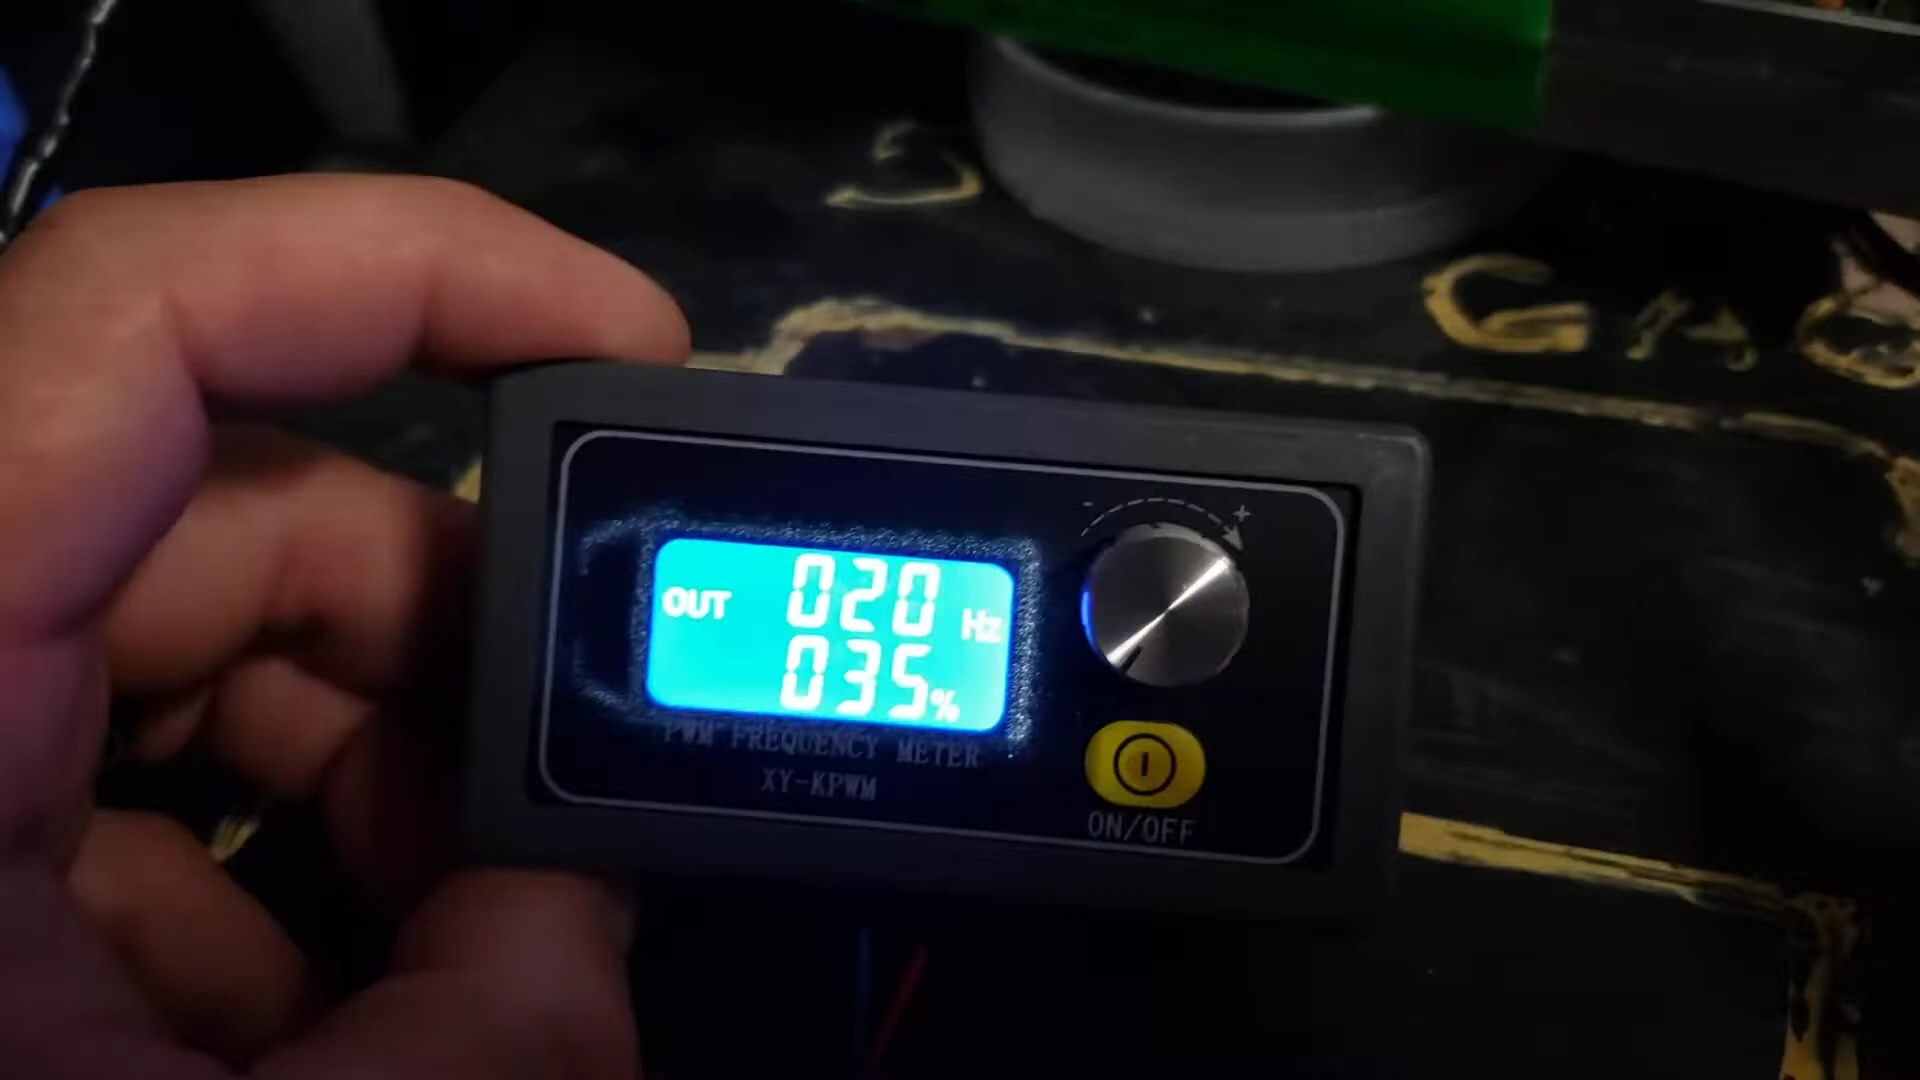 S
OUT 020 Hz
035%
PWM FREQUENCY METER
XY-KPWM
- +
ON/OFF